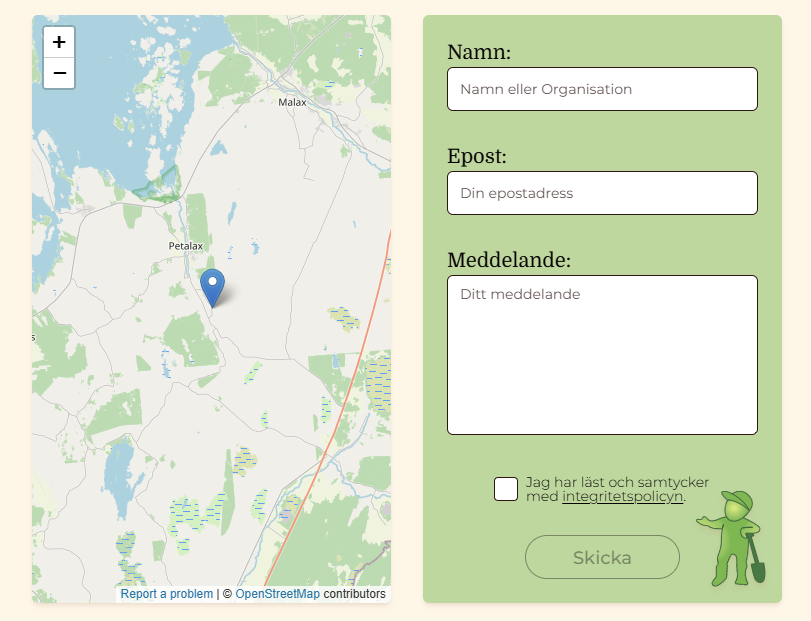 +
−
Malax
Petalax
s
Report a problem | © OpenStreetMap contributors
Namn:
Namn eller Organisation
Epost:
Din epostadress
Meddelande:
Ditt meddelande
Jag har läst och samtycker
med integritetspolicyn.
Skicka